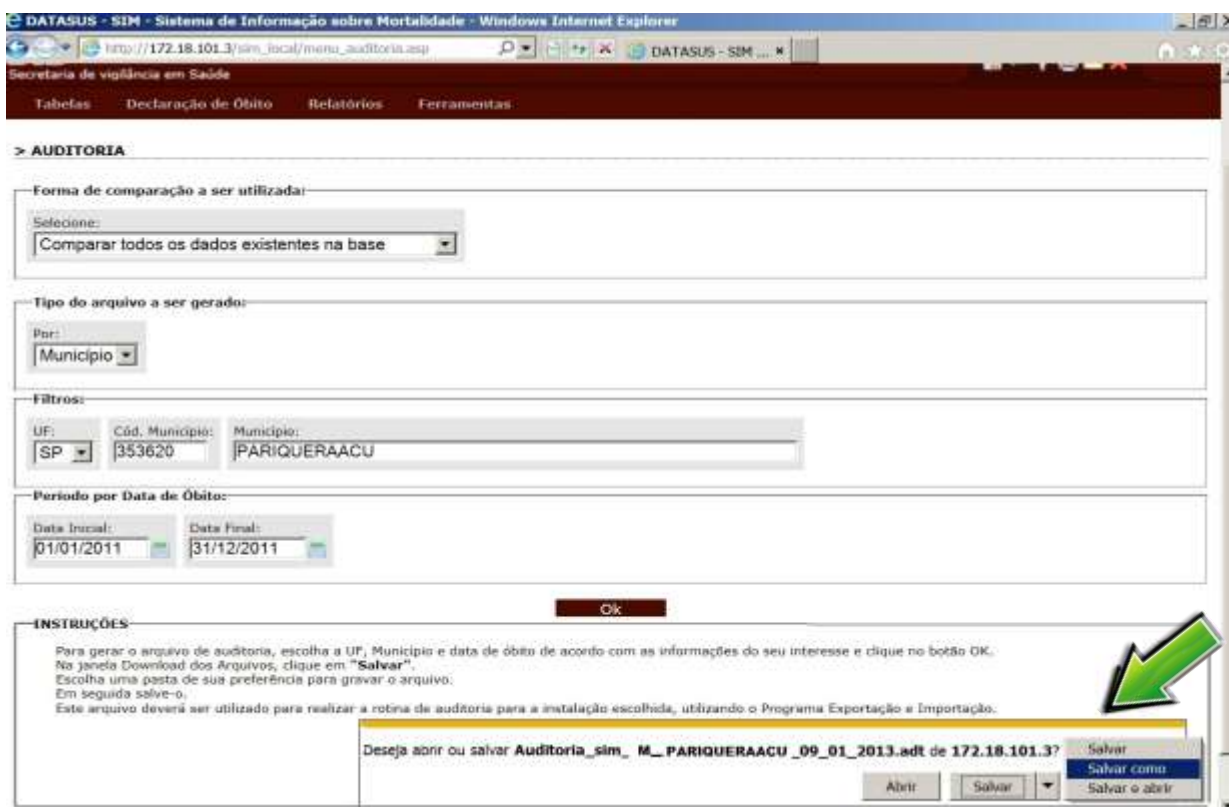 DATASUS - SIM - Sistema de Informação sobre Mortalidade - Windows Internet Explorer
http://172.18.101.3/sim_local/menu_auditoria.asp
DATASUS - SIM ...
Secretaria de vigilância em Saúde
Tabelas Declaração de Óbito Relatórios Ferramentas
> AUDITORIA
Forma de comparação a ser utilizada:
Selecione:
Comparar todos os dados existentes na base
Tipo do arquivo a ser gerado:
Por:
Município
Filtros:
UF: Cód. Município: Município:
SP 353620 PARIQUERAACU
Período por Data de Óbito:
Data Inicial: Data Final:
01/01/2011 31/12/2011
Ok
INSTRUÇÕES
Para gerar o arquivo de auditoria, escolha a UF, Município e data de óbito de acordo com as informações do seu interesse e clique no botão OK.
Na janela Download dos Arquivos, clique em "Salvar".
Escolha uma pasta de sua preferência para gravar o arquivo.
Em seguida salve-o.
Este arquivo deverá ser utilizado para realizar a rotina de auditoria para a instalação escolhida, utilizando o Programa Exportação e Importação.
Deseja abrir ou salvar Auditoria_sim_ M_ PARIQUERAACU _09_01_2013.adt de 172.18.101.3?
Salvar
Salvar como
Salvar e abrir
Abrir Salvar